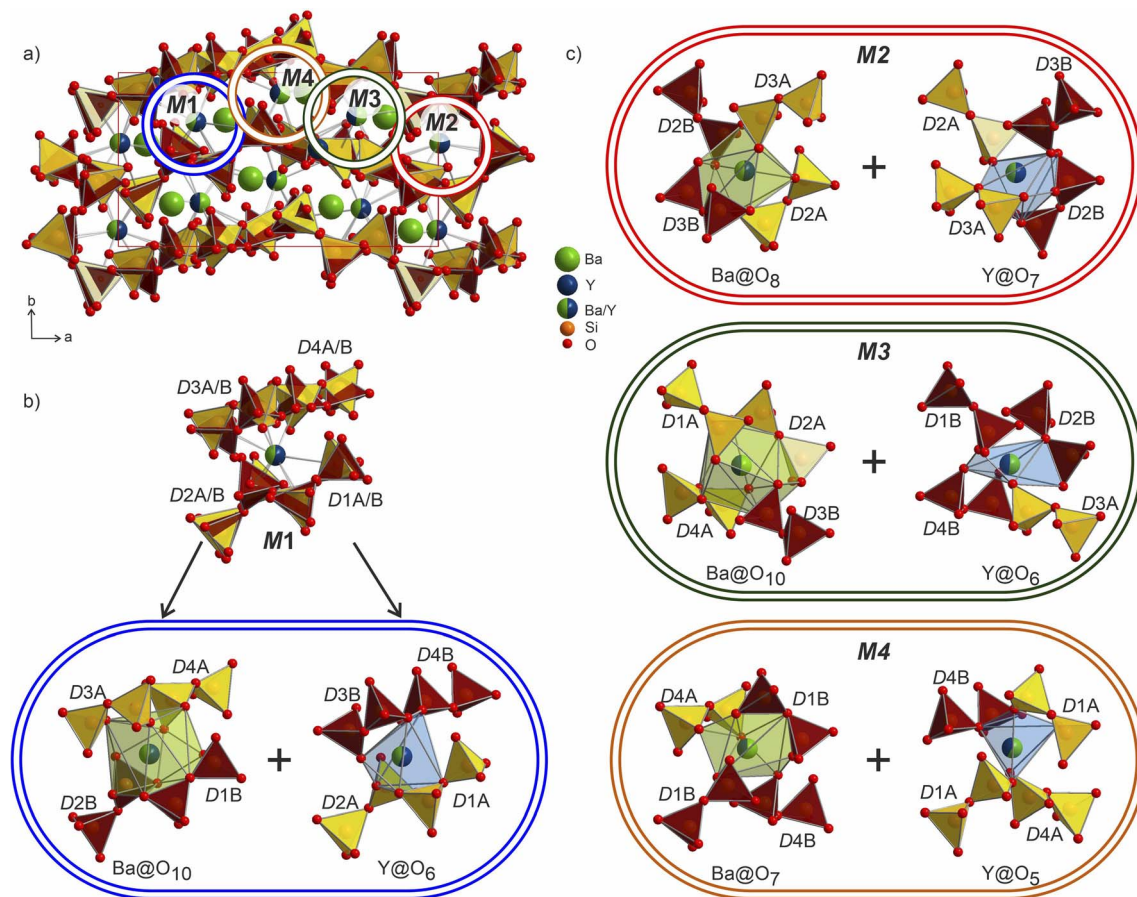 a)
M1
M4
M3
M2
b
a
Ba
Y
Ba/Y
Si
O
b)
D4A/B
D3A/B
D2A/B
D1A/B
M1
D4A
D3A
D2B
D1B
Ba@O10
+
D4B
D3B
D2A
D1A
Y@O6
c)
M2
D3A
D2B
D3B
D2A
Ba@O8
+
D3B
D2A
D3A
D2B
Y@O7
M3
D1A
D2A
D4A
D3B
Ba@O10
+
D1B
D2B
D4B
D3A
Y@O6
M4
D4A
D1B
D1B
D4B
Ba@O7
+
D4B
D1A
D1A
D4A
Y@O5